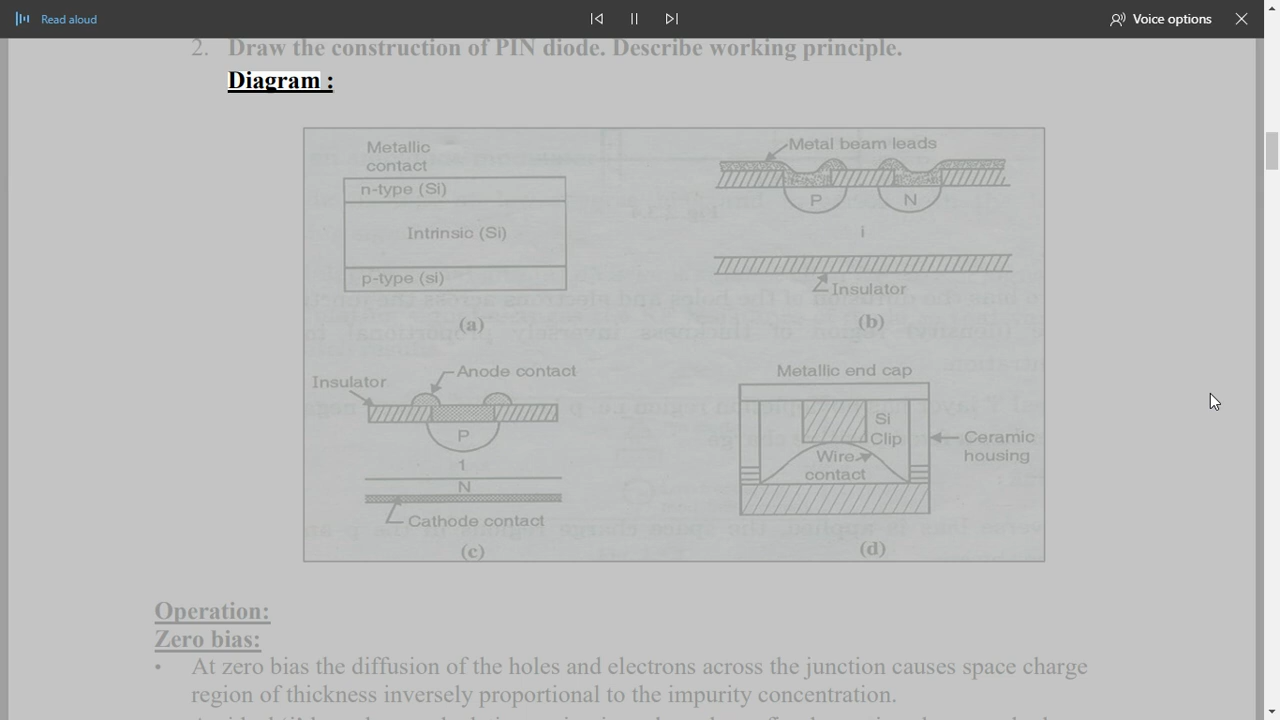 Read aloud
Voice options
2. Draw the construction of PIN diode. Describe working principle.
Diagram :
Metallic
contact
n-type (Si)
Intrinsic (Si)
p-type (si)
(a)
Metal beam leads
P
N
i
Insulator
(b)
Insulator
Anode contact
P
1
N
Cathode contact
(c)
Metallic end cap
Si
Clip
Wire
contact
Ceramic
housing
(d)
Operation:
Zero bias:
• At zero bias the diffusion of the holes and electrons across the junction causes space charge
region of thickness inversely proportional to the impurity concentration.